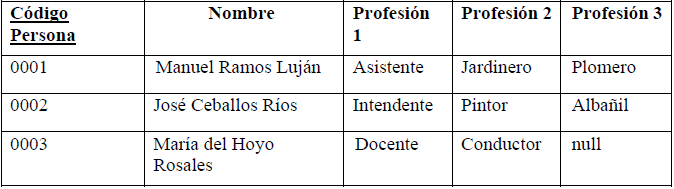 Código Persona | Nombre | Profesión 1 | Profesión 2 | Profesión 3
0001 | Manuel Ramos Luján | Asistente | Jardinero | Plomero
0002 | José Ceballos Ríos | Intendente | Pintor | Albañil
0003 | María del Hoyo Rosales | Docente | Conductor | null